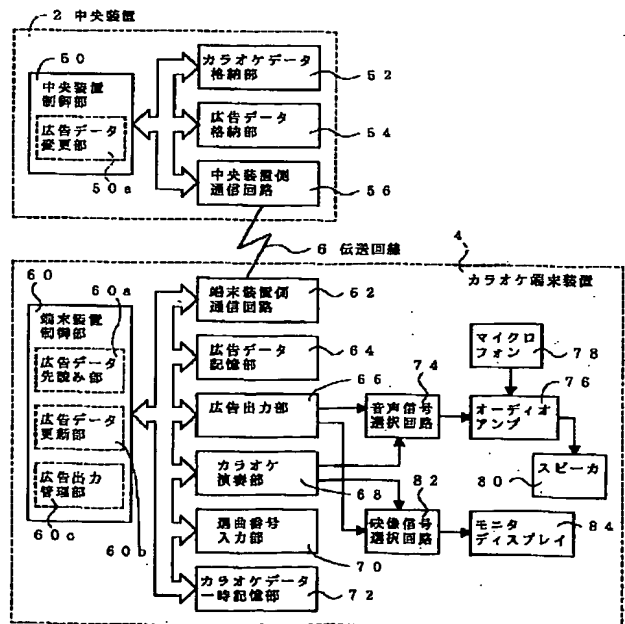 2 中央装置
50
中央装置
制御部
広告データ
変更部
50a
カラオケデータ
格納部
52
広告データ
格納部
54
中央装置側
通信回路
56
6 伝送回線
4
カラオケ端末装置
60
60a
端末装置
制御部
広告データ
先読み部
広告データ
更新部
広告出力
管理部
60c
60b
端末装置側
通信回路
62
広告データ
記憶部
64
広告出力部
66
カラオケ
演奏部
68
選曲番号
入力部
70
カラオケデータ
一時記憶部
72
音声信号
選択回路
74
マイクロ
フォン
78
オーディオ
アンプ
76
スピーカ
80
映像信号
選択回路
82
モニタ
ディスプレイ
84